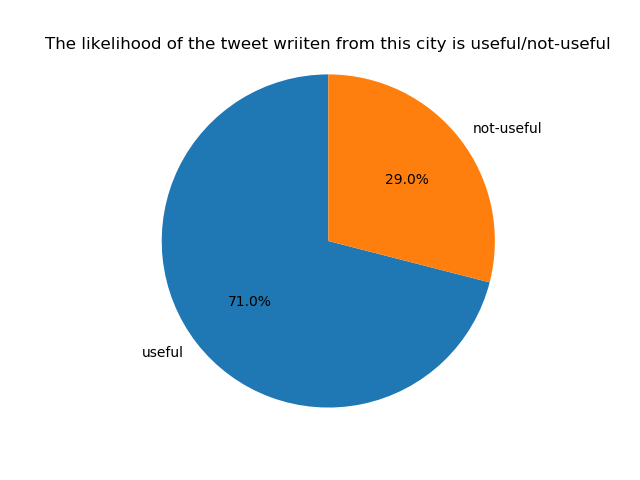 The likelihood of the tweet wriiten from this city is useful/not-useful
not-useful
29.0%
71.0%
useful